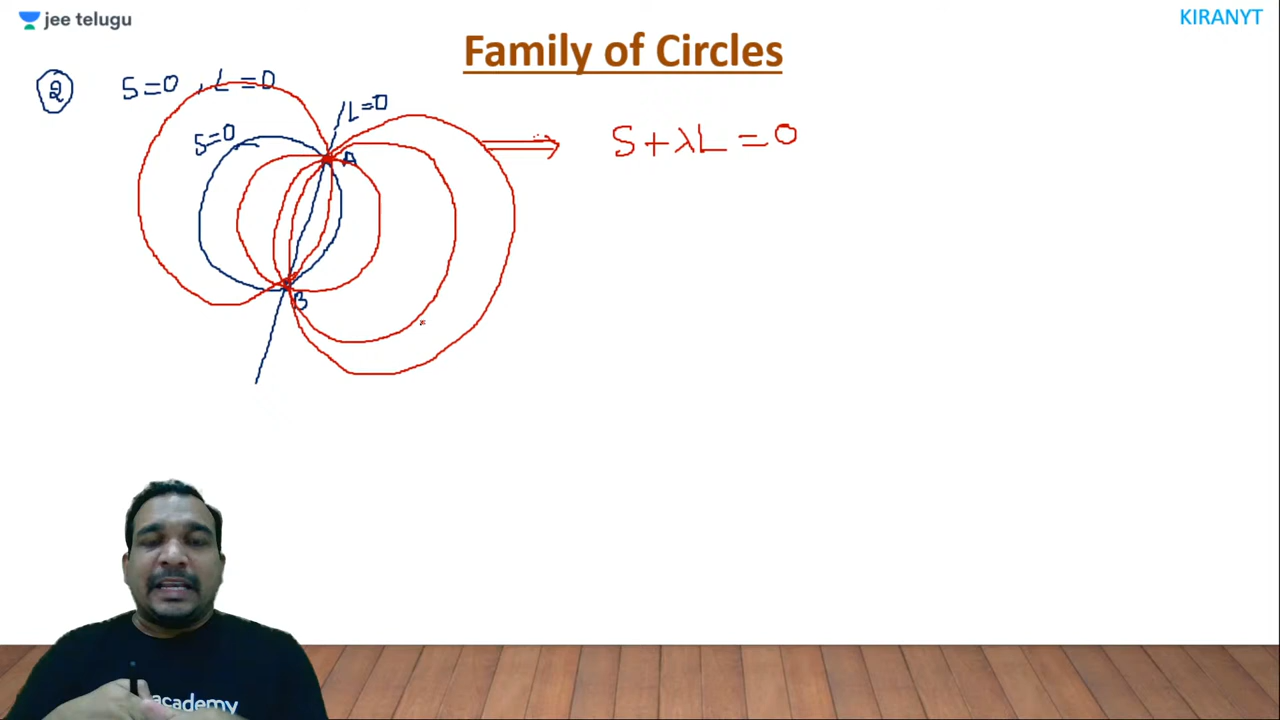 jee telugu
KIRANYT
Family of Circles
2 S=0 , L=0
L=0
S=0
A
S+λL=0
B
academy